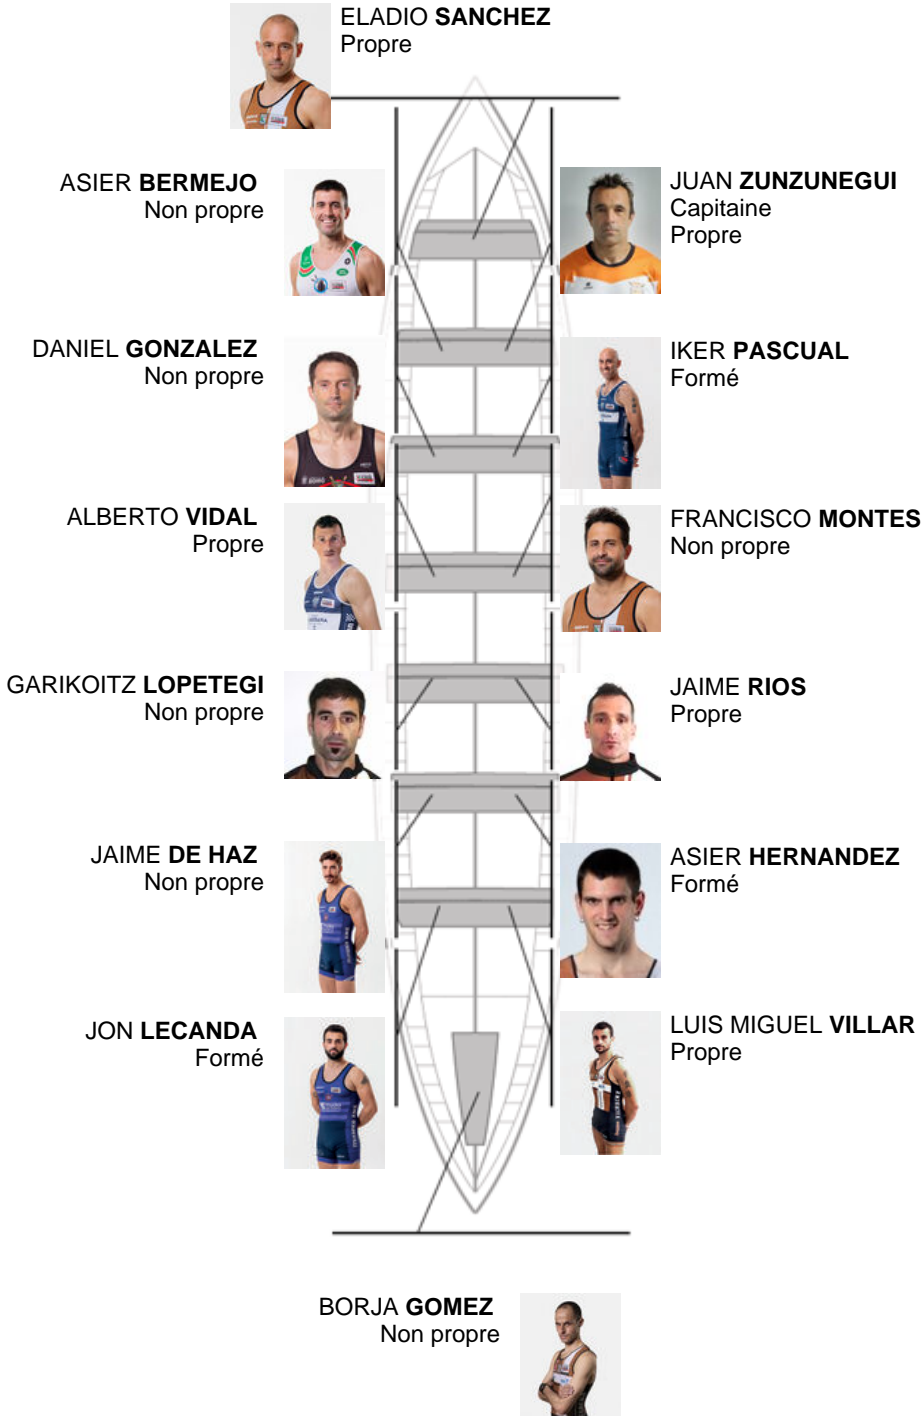 ELADIO SANCHEZ
Propre
ASIER BERMEJO
Non propre
JUAN ZUNZUNEGUI
Capitaine
Propre
DANIEL GONZALEZ
Non propre
IKER PASCUAL
Formé
ALBERTO VIDAL
Propre
FRANCISCO MONTES
Non propre
GARIKOITZ LOPETEGI
Non propre
JAIME RIOS
Propre
JAIME DE HAZ
Non propre
ASIER HERNANDEZ
Formé
JON LECANDA
Formé
LUIS MIGUEL VILLAR
Propre
BORJA GOMEZ
Non propre